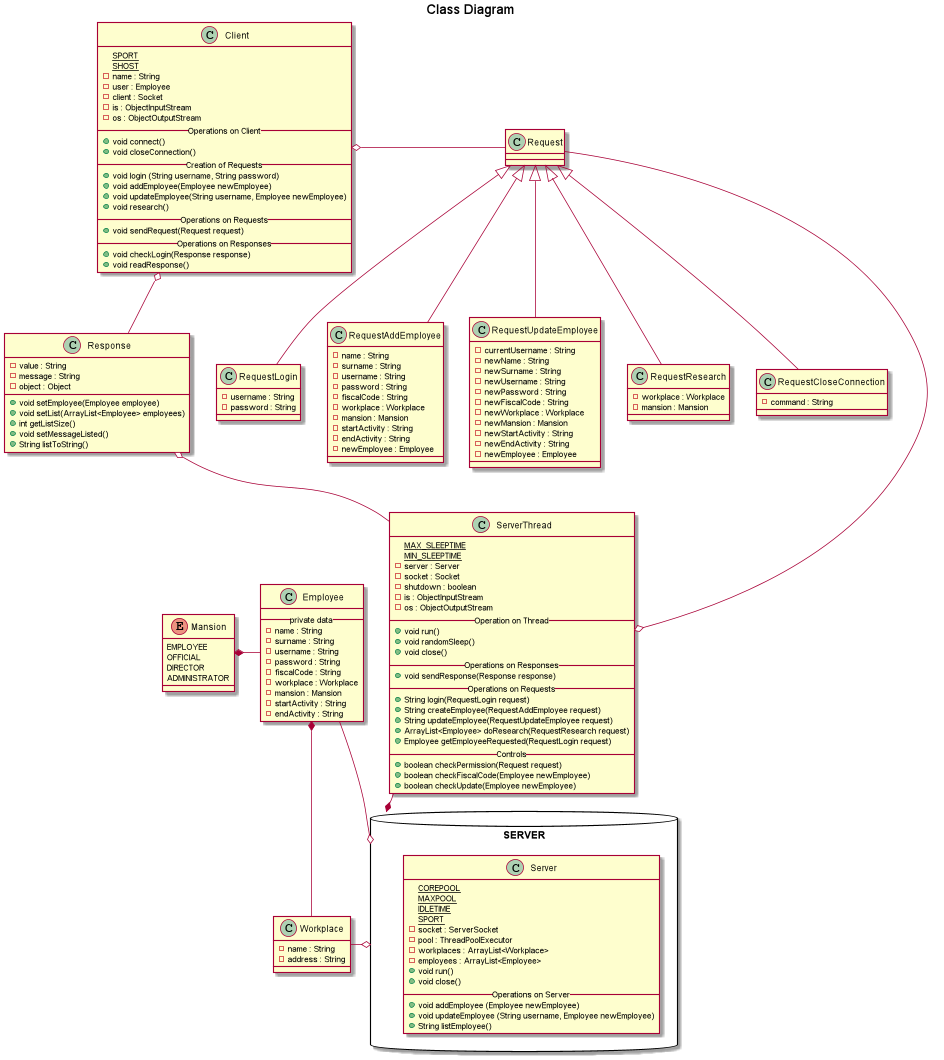 Class Diagram
C Client
SPORT
SHOST
name : String
user : Employee
client : Socket
is : ObjectInputStream
os : ObjectOutputStream
Operations on Client
void connect()
void closeConnection()
Creation of Requests
void login (String username, String password)
void addEmployee(Employee newEmployee)
void updateEmployee(String username, Employee newEmployee)
void research()
Operations on Requests
void sendRequest(Request request)
Operations on Responses
void checkLogin(Response response)
void readResponse()
C Request
C Response
value : String
message : String
object : Object
void setEmployee(Employee employee)
void setList(ArrayList<Employee> employees)
int getListSize()
void setMessageListed()
String listToString()
C RequestLogin
username : String
password : String
C RequestAddEmployee
name : String
surname : String
username : String
password : String
fiscalCode : String
workplace : Workplace
mansion : Mansion
startActivity : String
endActivity : String
newEmployee : Employee
C RequestUpdateEmployee
currentUsername : String
newName : String
newSurname : String
newUsername : String
newPassword : String
newFiscalCode : String
newWorkplace : Workplace
newMansion : Mansion
newStartActivity : String
newEndActivity : String
newEmployee : Employee
C RequestResearch
workplace : Workplace
mansion : Mansion
C RequestCloseConnection
command : String
C ServerThread
MAX_SLEEPTIME
MIN_SLEEPTIME
server : Server
socket : Socket
shutdown : boolean
is : ObjectInputStream
os : ObjectOutputStream
Operation on Thread
void run()
void randomSleep()
void close()
Operations on Responses
void sendResponse(Response response)
Operations on Requests
String login(RequestLogin request)
String createEmployee(RequestAddEmployee request)
String updateEmployee(RequestUpdateEmployee request)
ArrayList<Employee> doResearch(RequestResearch request)
Employee getEmployeeRequested(RequestLogin request)
Controls
boolean checkPermission(Request request)
boolean checkFiscalCode(Employee newEmployee)
boolean checkUpdate(Employee newEmployee)
E Mansion
EMPLOYEE
OFFICIAL
DIRECTOR
ADMINISTRATOR
C Employee
private data
name : String
surname : String
username : String
password : String
fiscalCode : String
workplace : Workplace
mansion : Mansion
startActivity : String
endActivity : String
C Workplace
name : String
address : String
SERVER
C Server
COREPOOL
MAXPOOL
IDLETIME
SPORT
socket : ServerSocket
pool : ThreadPoolExecutor
workplaces : ArrayList<Workplace>
employees : ArrayList<Employee>
void run()
void close()
Operations on Server
void addEmployee (Employee newEmployee)
void updateEmployee (String username, Employee newEmployee)
String listEmployee()